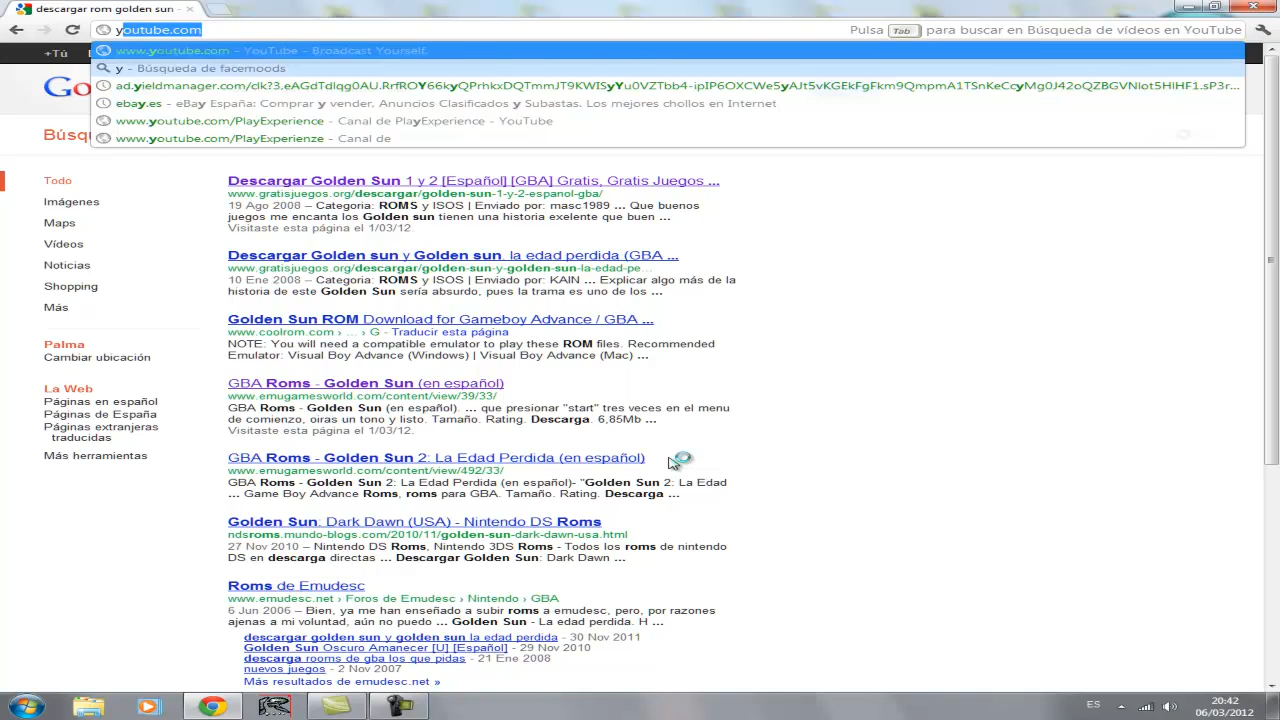 descargar rom golden sun -
youtube.com
Pulsa Tab para buscar en Búsqueda de vídeos en YouTube
www.youtube.com - YouTube - Broadcast Yourself.
y - Búsqueda de facemoods
ebay.es - eBay España: Comprar y vender, Anuncios Clasificados y Subastas. Los mejores chollos en Internet
www.youtube.com/PlayExperience - Canal de PlayExperience - YouTube
www.youtube.com/PlayExperienze - Canal de
+Tú
Go
Búsq
Todo
Imágenes
Maps
Vídeos
Noticias
Shopping
Más
Palma
Cambiar ubicación
La Web
Páginas en español
Páginas de España
Páginas extranjeras
traducidas
Más herramientas
Descargar Golden Sun 1 y 2 [Español] [GBA] Gratis, Gratis Juegos ...
www.gratisjuegos.org/descargar/golden-sun-1-y-2-espanol-gba/
19 Ago 2008 – Categoria: ROMS y ISOS | Enviado por: masc1989 ... Que buenos
juegos me encanta los Golden sun tienen una historia exelente que buen ...
Visitaste esta página el 1/03/12.
Descargar Golden sun y Golden sun la edad perdida (GBA ...
www.gratisjuegos.org/descargar/golden-sun-y-golden-sun-la-edad-pe...
10 Ene 2008 – Categoria: ROMS y ISOS | Enviado por: KAIN ... Explicar algo más de la
historia de este Golden Sun sería absurdo, pues la trama es uno de los ...
Golden Sun ROM Download for Gameboy Advance / GBA ...
www.coolrom.com › ... › G - Traducir esta página
NOTE: You will need a compatible emulator to play these ROM files. Recommended
Emulator: Visual Boy Advance (Windows) | Visual Boy Advance (Mac) ...
GBA Roms - Golden Sun (en español)
www.emugamesworld.com/content/view/39/33/
GBA Roms - Golden Sun (en español). ... que presionar "start" tres veces en el menu
de comienzo, oiras un tono y listo. Tamaño. Rating. Descarga. 6,85Mb ...
Visitaste esta página el 1/03/12.
GBA Roms - Golden Sun 2: La Edad Perdida (en español)
www.emugamesworld.com/content/view/492/33/
GBA Roms - Golden Sun 2: La Edad Perdida (en español)- "Golden Sun 2: La Edad
... Game Boy Advance Roms, roms para GBA. Tamaño. Rating. Descarga ...
Golden Sun: Dark Dawn (USA) - Nintendo DS Roms
ndsroms.mundo-blogs.com/2010/11/golden-sun-dark-dawn-usa.html
27 Nov 2010 – Nintendo DS Roms, Nintendo 3DS Roms - Todos los roms de nintendo
DS en descarga directas ... Descargar Golden Sun: Dark Dawn ...
Roms de Emudesc
www.emudesc.net › Foros de Emudesc › Nintendo › GBA
6 Jun 2006 – Bien, ya me han enseñado a subir roms a emudesc, pero, por razones
ajenas a mi voluntad, aún no puedo ... Golden Sun - La edad perdida. H ...
descargar golden sun y golden sun la edad perdida - 30 Nov 2011
Golden Sun Oscuro Amanecer [U] [Español] - 29 Nov 2010
descarga rooms de gba los que pidas - 21 Ene 2008
nuevos juegos - 2 Nov 2007
Más resultados de emudesc.net »
ES
20:42
06/03/2012